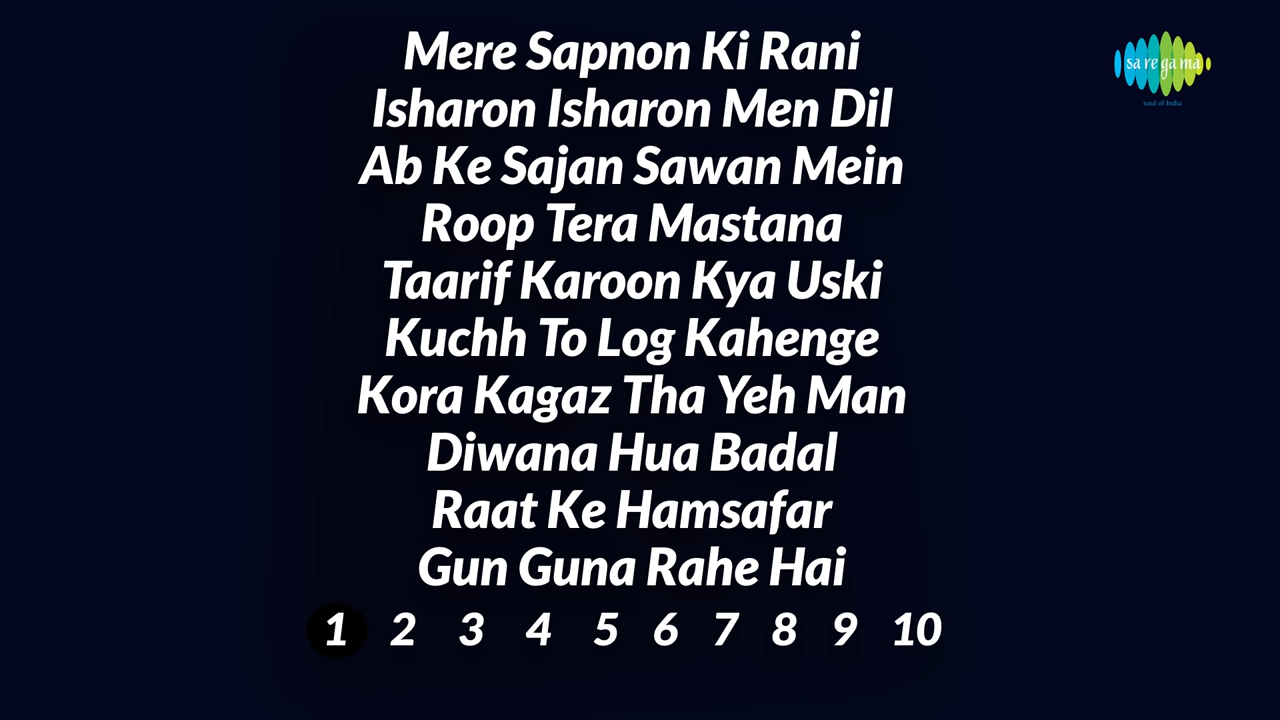 Mere Sapnon Ki Rani
sa re ga ma
soul of India
Isharon Isharon Men Dil
Ab Ke Sajan Sawan Mein
Roop Tera Mastana
Taarif Karoon Kya Uski
Kuchh To Log Kahenge
Kora Kagaz Tha Yeh Man
Diwana Hua Badal
Raat Ke Hamsafar
Gun Guna Rahe Hai
1 2 3 4 5 6 7 8 9 10